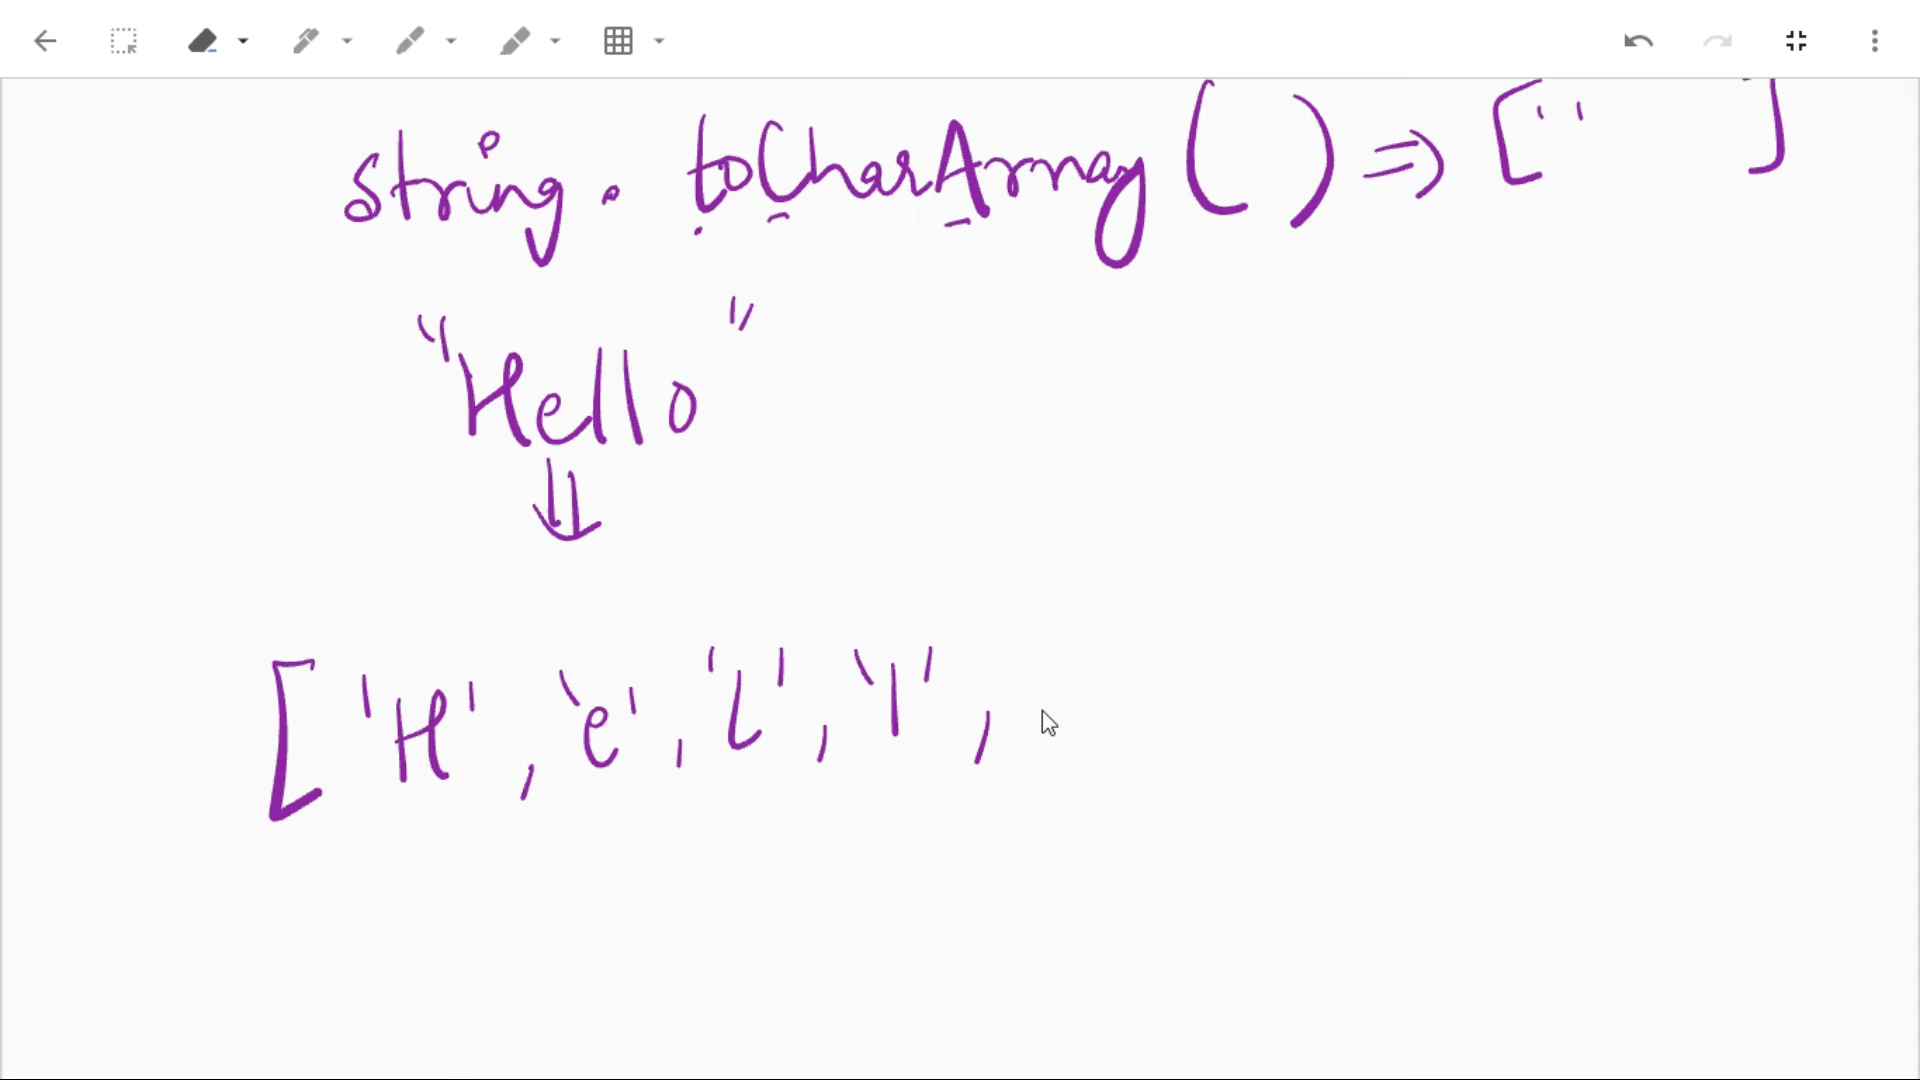 string. toCharArray () => ['' ]
"Hello"
['H', 'e', 'l', 'l',